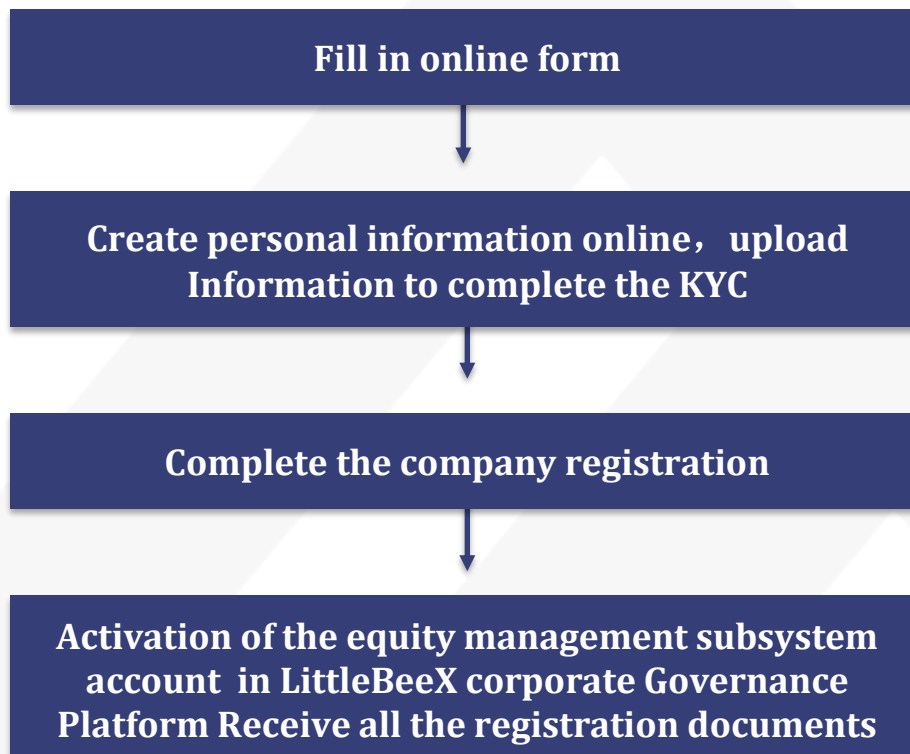 Fill in online form
Create personal information online，upload
Information to complete the KYC
Complete the company registration
Activation of the equity management subsystem
account in LittleBeeX corporate Governance
Platform Receive all the registration documents